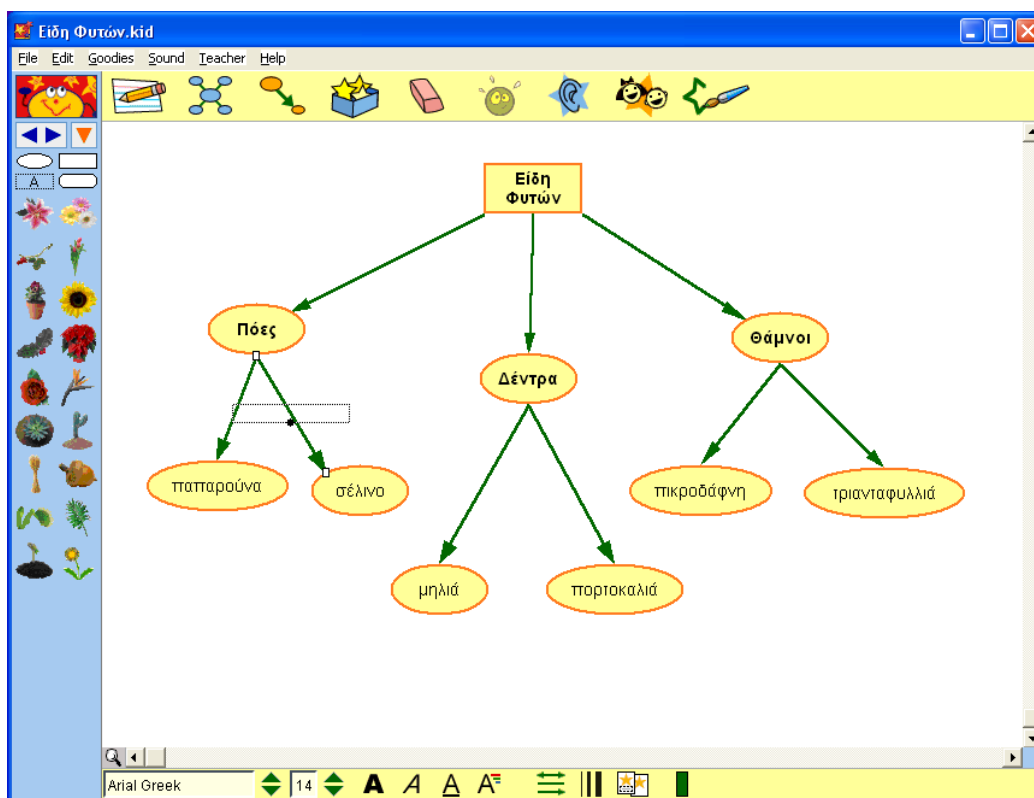 Είδη Φυτών.kid
File Edit Goodies Sound Teacher Help
A
Είδη
Φυτών
Πόες
Θάμνοι
Δέντρα
παπαρούνα
σέλινο
πικροδάφνη
τριανταφυλλιά
μηλιά
πορτοκαλιά
Arial Greek 14 A A A A